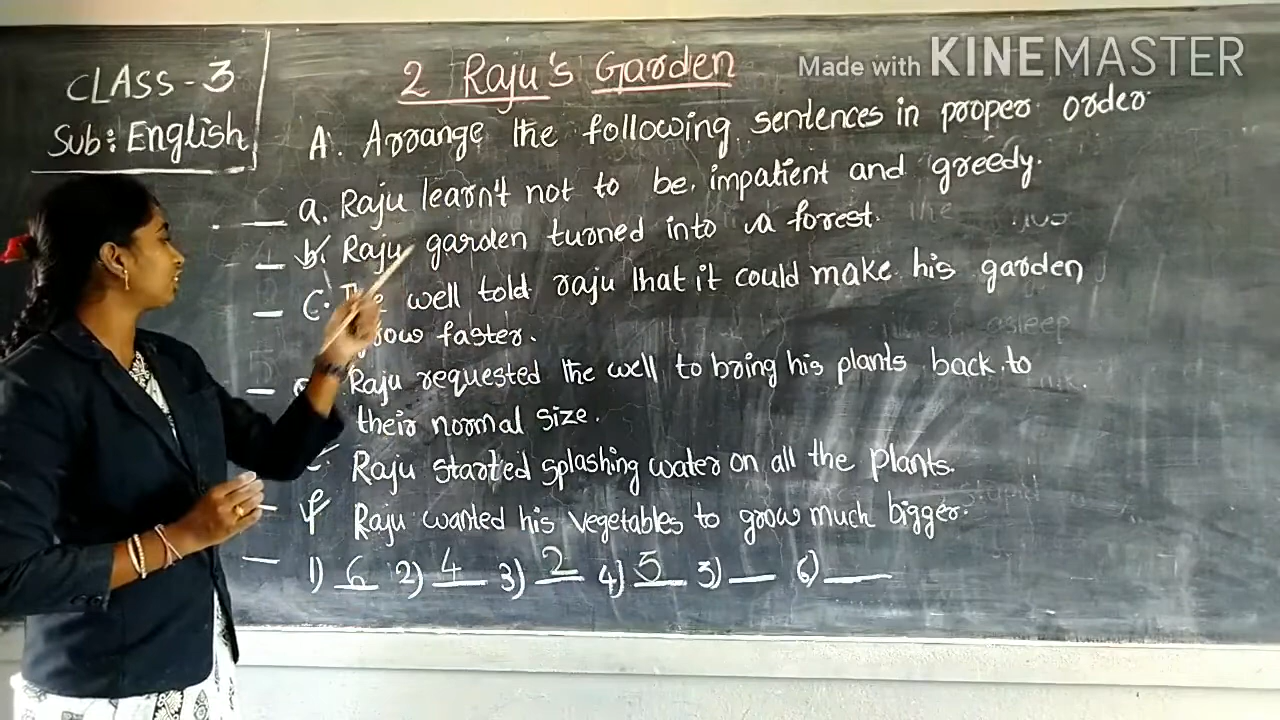 Made with KINEMASTER
CLASS - 3
Sub: English
2 Raju's Garden
A. Arrange the following sentences in proper order
a. Raju learnt not to be impatient and greedy.
b. Raju garden turned into a forest.
C. well told raju that it could make his garden
faster.
Raju requested the well to bring his plants back to
their normal size.
Raju started splashing water on all the plants.
f Raju wanted his vegetables to grow much bigger.
1) 6 2) 4 3) 2 4) 5 5) __ 6) __